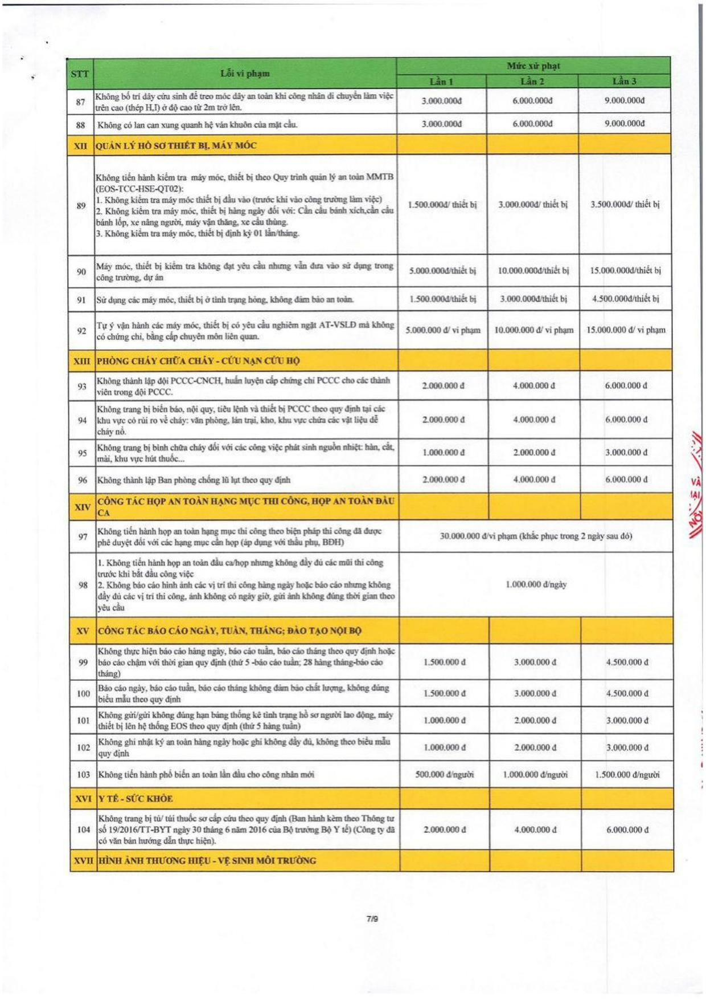 STT
Lỗi vi phạm
Mức xử phạt
Lần 1
Lần 2
Lần 3
87
Không bố trí dây cứu sinh để treo móc dây an toàn khi công nhân di chuyển làm việc
trên cao (thép H,I) ở độ cao từ 2m trở lên.
3.000.000đ
6.000.000đ
9.000.000đ
88
Không có lan can xung quanh hệ ván khuôn của mặt cầu.
3.000.000đ
6.000.000đ
9.000.000đ
XII
QUẢN LÝ HỒ SƠ THIẾT BỊ, MÁY MÓC
89
Không tiến hành kiểm tra máy móc, thiết bị theo Quy trình quản lý an toàn MMTB
(EOS-TCC-HSE-QT02):
1. Không kiểm tra máy móc thiết bị đầu vào (trước khi vào công trường làm việc)
2. Không kiểm tra máy móc, thiết bị hàng ngày đối với: Cần cẩu bánh xích,cần cẩu
bánh lốp, xe nâng người, máy vận thăng, xe cẩu thùng.
3. Không kiểm tra máy móc, thiết bị định kỳ 01 lần/tháng.
1.500.000đ/ thiết bị
3.000.000đ/ thiết bị
3.500.000đ/ thiết bị
90
Máy móc, thiết bị kiểm tra không đạt yêu cầu nhưng vẫn đưa vào sử dụng trong
công trường, dự án
5.000.000đ/thiết bị
10.000.000đ/thiết bị
15.000.000đ/thiết bị
91
Sử dụng các máy móc, thiết bị ở tình trạng hỏng, không đảm bảo an toàn.
1.500.000đ/thiết bị
3.000.000đ/thiết bị
4.500.000đ/thiết bị
92
Tự ý vận hành các máy móc, thiết bị có yêu cầu nghiêm ngặt AT-VSLĐ mà không
có chứng chỉ, bằng cấp chuyên môn liên quan.
5.000.000 đ/ vi phạm
10.000.000 đ/ vi phạm
15.000.000 đ/ vi phạm
XIII
PHÒNG CHÁY CHỮA CHÁY - CỨU NẠN CỨU HỘ
93
Không thành lập đội PCCC-CNCH, huấn luyện cấp chứng chỉ PCCC cho các thành
viên trong đội PCCC.
2.000.000 đ
4.000.000 đ
6.000.000 đ
94
Không trang bị biển báo, nội quy, tiêu lệnh và thiết bị PCCC theo quy định tại các
khu vực có rủi ro về cháy: văn phòng, lán trại, kho, khu vực chứa các vật liệu dễ
cháy nổ.
2.000.000 đ
4.000.000 đ
6.000.000 đ
95
Không trang bị bình chữa cháy đối với các công việc phát sinh nguồn nhiệt: hàn, cắt,
mài, khu vực hút thuốc...
1.000.000 đ
2.000.000 đ
3.000.000 đ
96
Không thành lập Ban phòng chống lũ lụt theo quy định
2.000.000 đ
4.000.000 đ
6.000.000 đ
XIV
CÔNG TÁC HỌP AN TOÀN HẠNG MỤC THI CÔNG, HỌP AN TOÀN ĐẦU
CA
97
Không tiến hành họp an toàn hạng mục thi công theo biện pháp thi công đã được
phê duyệt đối với các hạng mục cần họp (áp dụng với thầu phụ, BĐH)
30.000.000 đ/vi phạm (khắc phục trong 2 ngày sau đó)
98
1. Không tiến hành họp an toàn đầu ca/họp nhưng không đầy đủ các mũi thi công
trước khi bắt đầu công việc
2. Không báo cáo hình ảnh các vị trí thi công hàng ngày hoặc báo cáo nhưng không
đầy đủ các vị trí thi công, ảnh không có ngày giờ, gửi ảnh không đúng thời gian theo
yêu cầu
1.000.000 đ/ngày
XV
CÔNG TÁC BÁO CÁO NGÀY, TUẦN, THÁNG; ĐÀO TẠO NỘI BỘ
99
Không thực hiện báo cáo hàng ngày, báo cáo tuần, báo cáo tháng theo quy định hoặc
báo cáo chậm với thời gian quy định (thứ 5 -báo cáo tuần; 28 hàng tháng-báo cáo
tháng)
1.500.000 đ
3.000.000 đ
4.500.000 đ
100
Báo cáo ngày, báo cáo tuần, báo cáo tháng không đảm bảo chất lượng, không đúng
biểu mẫu theo quy định
1.500.000 đ
3.000.000 đ
4.500.000 đ
101
Không gửi/gửi không đúng hạn bảng thống kê tình trạng hồ sơ người lao động, máy
thiết bị lên hệ thống EOS theo quy định (thứ 5 hàng tuần)
1.000.000 đ
2.000.000 đ
3.000.000 đ
102
Không ghi nhật ký an toàn hàng ngày hoặc ghi không đầy đủ, không theo biểu mẫu
quy định
1.000.000 đ
2.000.000 đ
3.000.000 đ
103
Không tiến hành phổ biến an toàn lần đầu cho công nhân mới
500.000 đ/người
1.000.000 đ/người
1.500.000 đ/người
XVI
Y TẾ - SỨC KHỎE
104
Không trang bị tủ/ túi thuốc sơ cấp cứu theo quy định (Ban hành kèm theo Thông tư
số 19/2016/TT-BYT ngày 30 tháng 6 năm 2016 của Bộ trưởng Bộ Y tế) (Công ty đã
có văn bản hướng dẫn thực hiện).
2.000.000 đ
4.000.000 đ
6.000.000 đ
XVII
HÌNH ẢNH THƯƠNG HIỆU - VỆ SINH MÔI TRƯỜNG
VÀ
NỘI
7/9